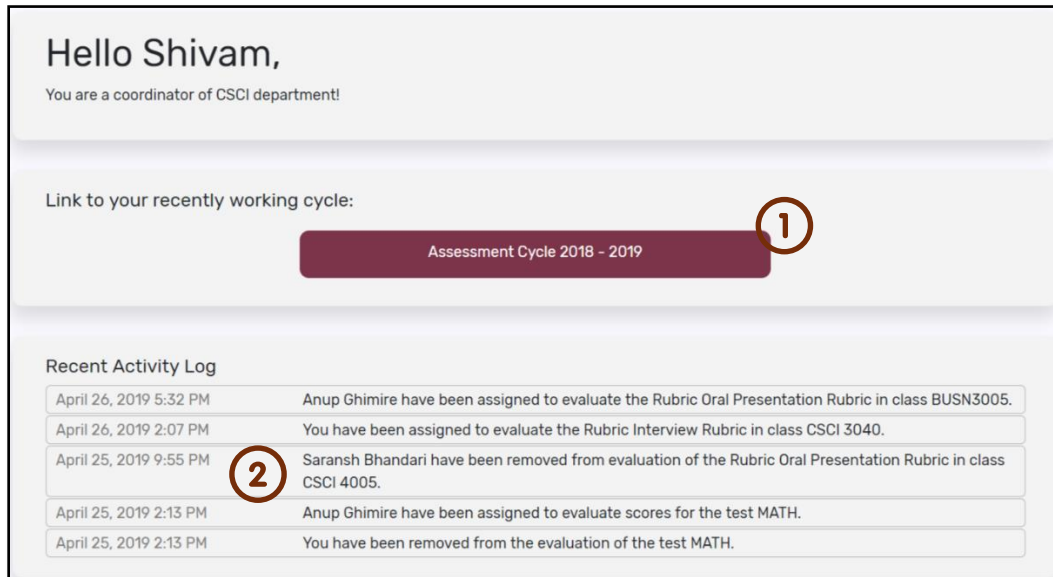 Hello Shivam,
You are a coordinator of CSCI department!
Link to your recently working cycle:
1
Assessment Cycle 2018 - 2019
Recent Activity Log
April 26, 2019 5:32 PM Anup Ghimire have been assigned to evaluate the Rubric Oral Presentation Rubric in class BUSN3005.
April 26, 2019 2:07 PM You have been assigned to evaluate the Rubric Interview Rubric in class CSCI 3040.
April 25, 2019 9:55 PM 2 Saransh Bhandari have been removed from evaluation of the Rubric Oral Presentation Rubric in class
CSCI 4005.
April 25, 2019 2:13 PM Anup Ghimire have been assigned to evaluate scores for the test MATH.
April 25, 2019 2:13 PM You have been removed from the evaluation of the test MATH.